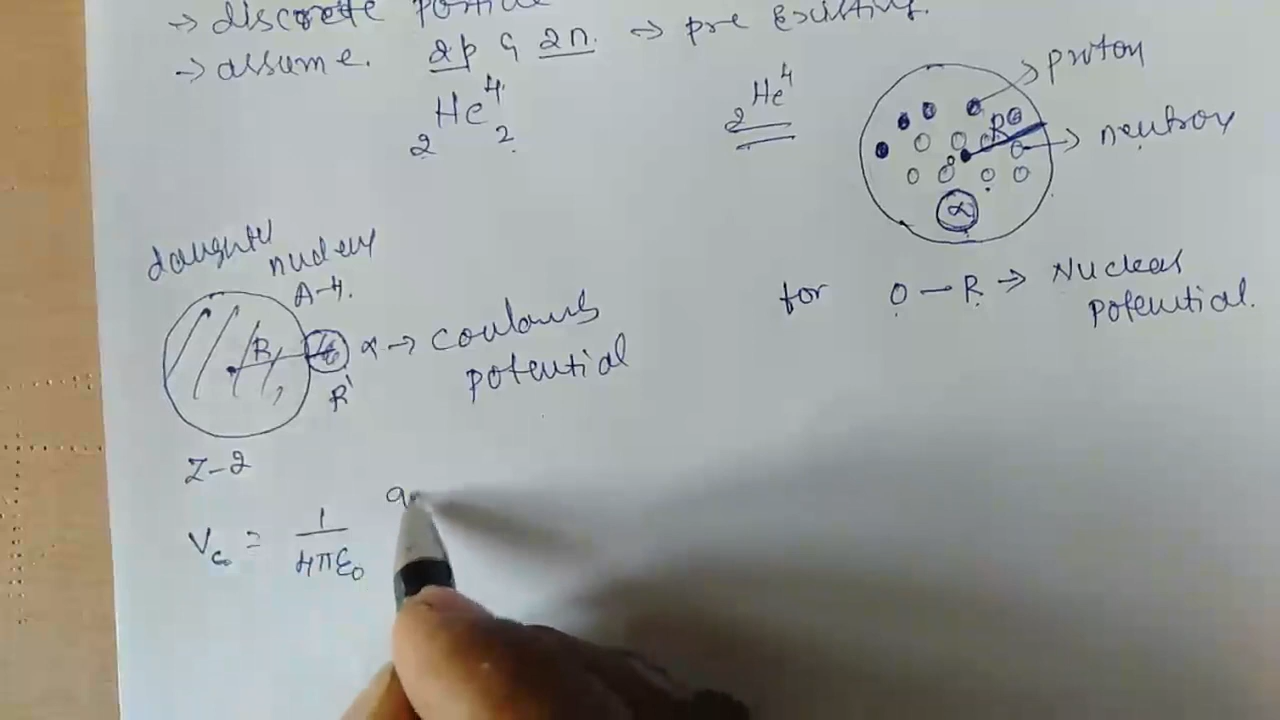 → discrete
→ assume. 2p & 2n. → pre existing.
₂He⁴₂
₂He⁴
→ proton
R
→ neutron
α
daughter nucleus
A-4.
R
α → coulomb potential
R'
Z-2
for 0 - R → Nuclear potential.
Vc = 1/4πε₀ q